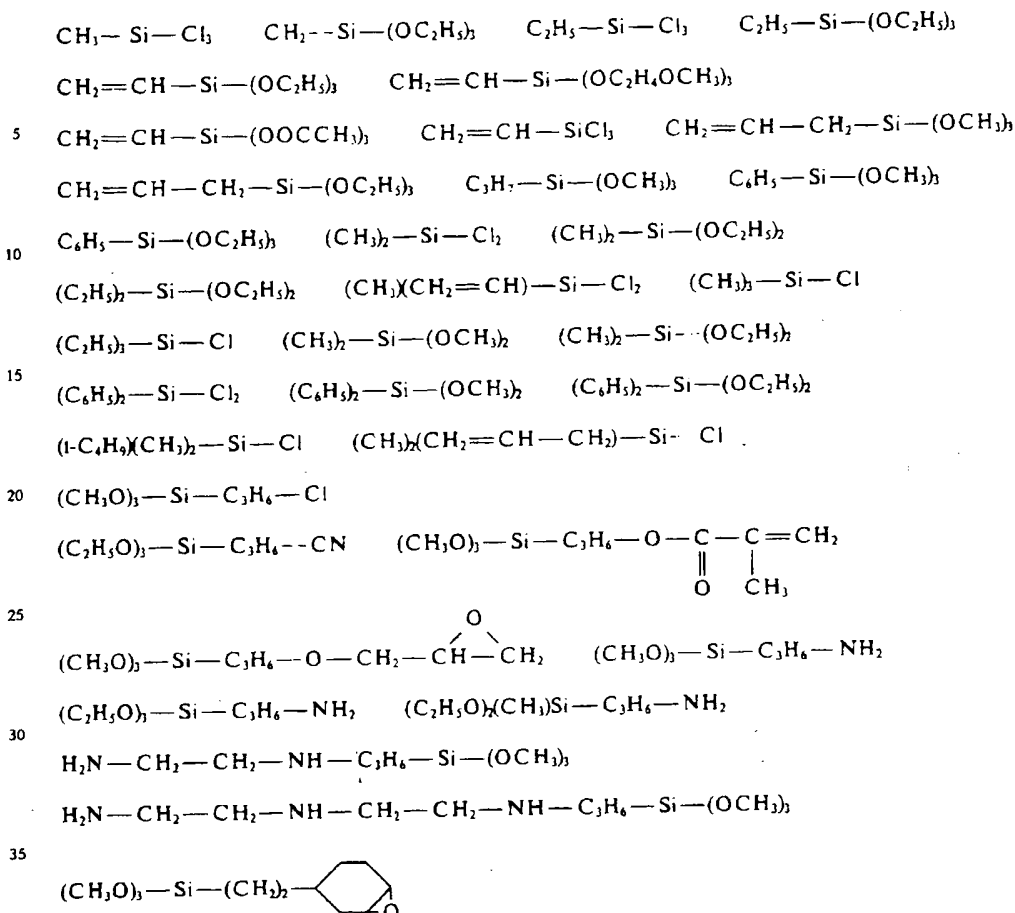 CH₃— Si—Cl₃ CH₂--Si—(OC₂H₅)₃ C₂H₅—Si—Cl₃ C₂H₅—Si—(OC₂H₅)₃
CH₂=CH—Si—(OC₂H₅)₃ CH₂=CH—Si—(OC₂H₄OCH₃)₃
5 CH₂=CH—Si—(OOCCH₃)₃ CH₂=CH—SiCl₃ CH₂=CH—CH₂—Si—(OCH₃)₃
CH₂=CH—CH₂—Si—(OC₂H₅)₃ C₃H₇—Si—(OCH₃)₃ C₆H₅—Si—(OCH₃)₃
C₆H₅—Si—(OC₂H₅)₃ (CH₃)₂—Si—Cl₂ (CH₃)₂—Si—(OC₂H₅)₂
10
(C₂H₅)₂—Si—(OC₂H₅)₂ (CH₃)(CH₂=CH)—Si—Cl₂ (CH₃)₃—Si—Cl
(C₂H₅)₃—Si—Cl (CH₃)₂—Si—(OCH₃)₂ (CH₃)₂—Si--(OC₂H₅)₂
15
(C₆H₅)₂—Si—Cl₂ (C₆H₅)₂—Si—(OCH₃)₂ (C₆H₅)₂—Si—(OC₂H₅)₂
(1-C₄H₉)(CH₃)₂—Si—Cl (CH₃)₂(CH₂=CH—CH₂)—Si- Cl
20 (CH₃O)₃—Si—C₃H₆—Cl
(C₂H₅O)₃—Si—C₃H₆--CN (CH₃O)₃—Si—C₃H₆—O—C—C=CH₂
O CH₃
25
O
(CH₃O)₃—Si—C₃H₆--O—CH₂—CH—CH₂ (CH₃O)₃—Si—C₃H₆—NH₂
(C₂H₅O)₃—Si—C₃H₆—NH₂ (C₂H₅O)₂(CH₃)Si—C₃H₆—NH₂
30
H₂N—CH₂—CH₂—NH—C₃H₆—Si—(OCH₃)₃
H₂N—CH₂—CH₂—NH—CH₂—CH₂—NH—C₃H₆—Si—(OCH₃)₃
35
(CH₃O)₃—Si—(CH₂)₂—
O